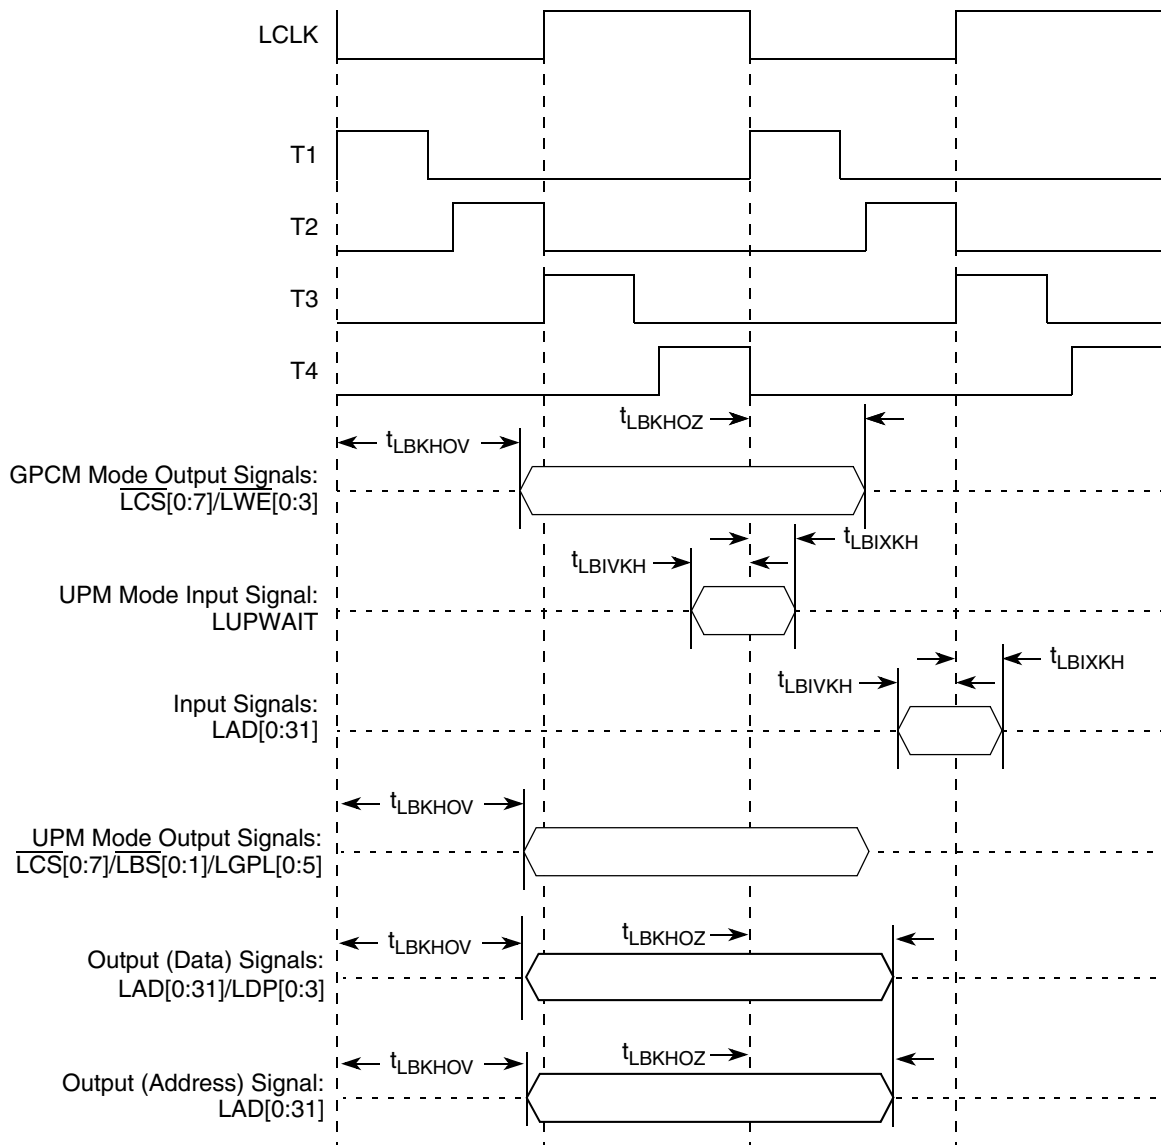 LCLK
T1
T2
T3
T4
tLBKHOZ
tLBKHOV
GPCM Mode Output Signals:
LCS[0:7]/LWE[0:3]
tLBIXKH
tLBIVKH
UPM Mode Input Signal:
LUPWAIT
tLBIXKH
tLBIVKH
Input Signals:
LAD[0:31]
tLBKHOV
UPM Mode Output Signals:
LCS[0:7]/LBS[0:1]/LGPL[0:5]
tLBKHOV
tLBKHOZ
Output (Data) Signals:
LAD[0:31]/LDP[0:3]
tLBKHOV
tLBKHOZ
Output (Address) Signal:
LAD[0:31]